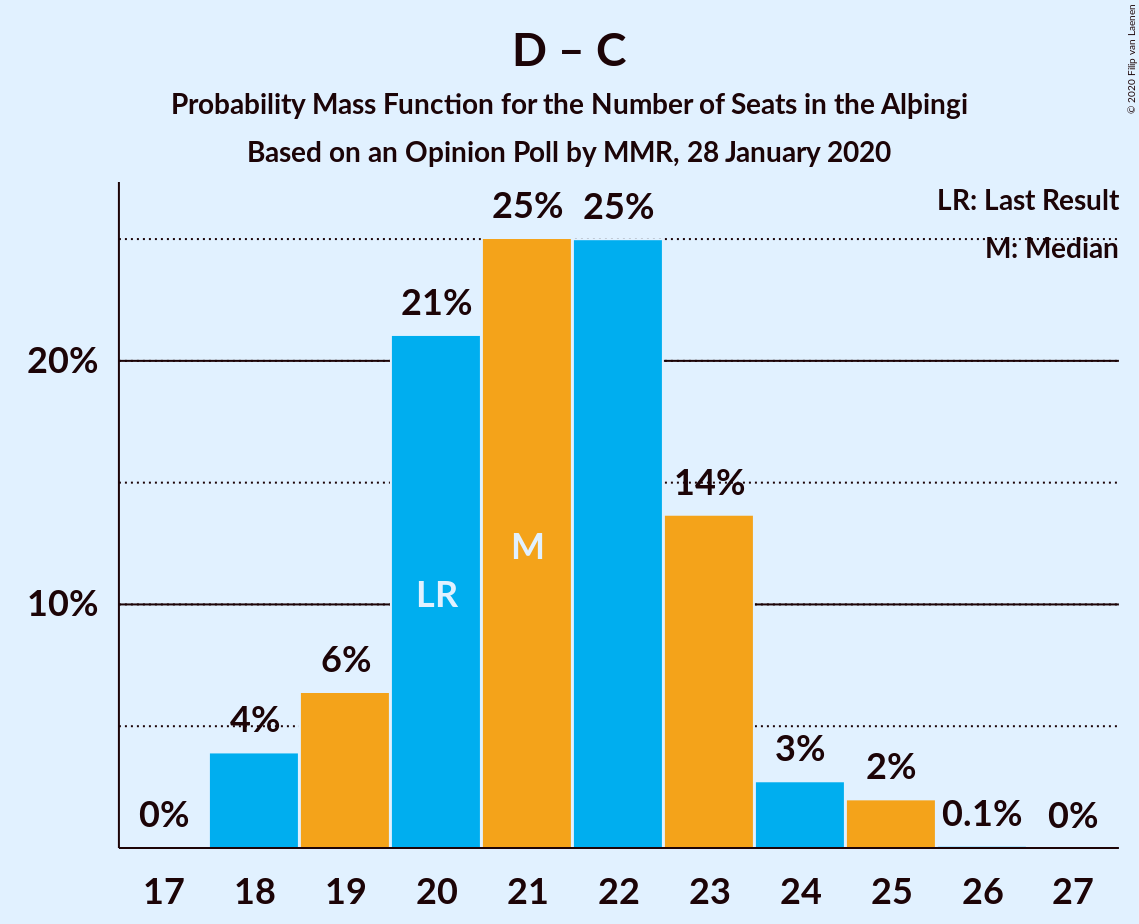 D – C
Probability Mass Function for the Number of Seats in the Alþingi
Based on an Opinion Poll by MMR, 28 January 2020
© 2020 Filip van Laenen
LR: Last Result
M: Median
25% 25%
21%
20%
14%
M
LR
10%
6%
4%
3%
2%
0% 0.1% 0%
17 18 19 20 21 22 23 24 25 26 27